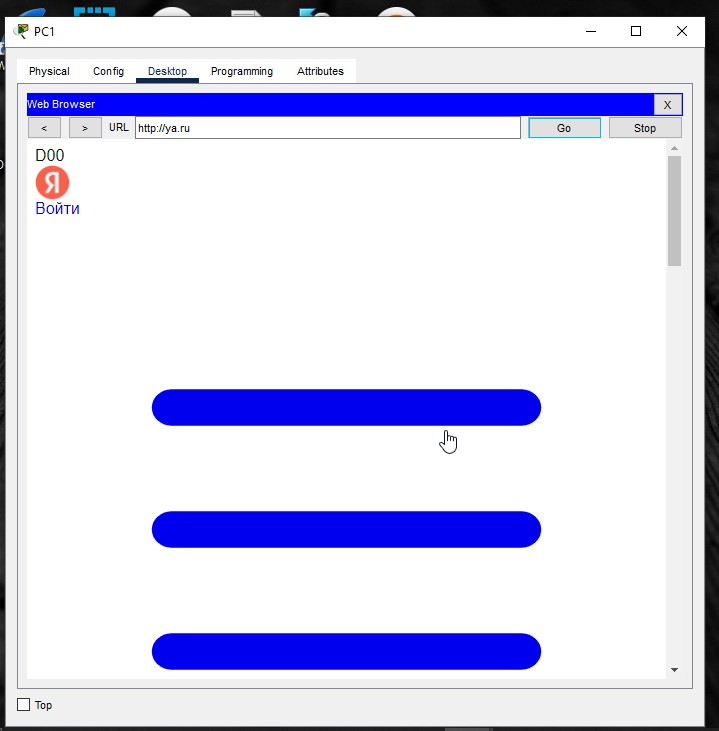 PC1
Physical Config Desktop Programming Attributes
Web Browser X
< > URL http://ya.ru Go Stop
D00
Я
Войти
Top